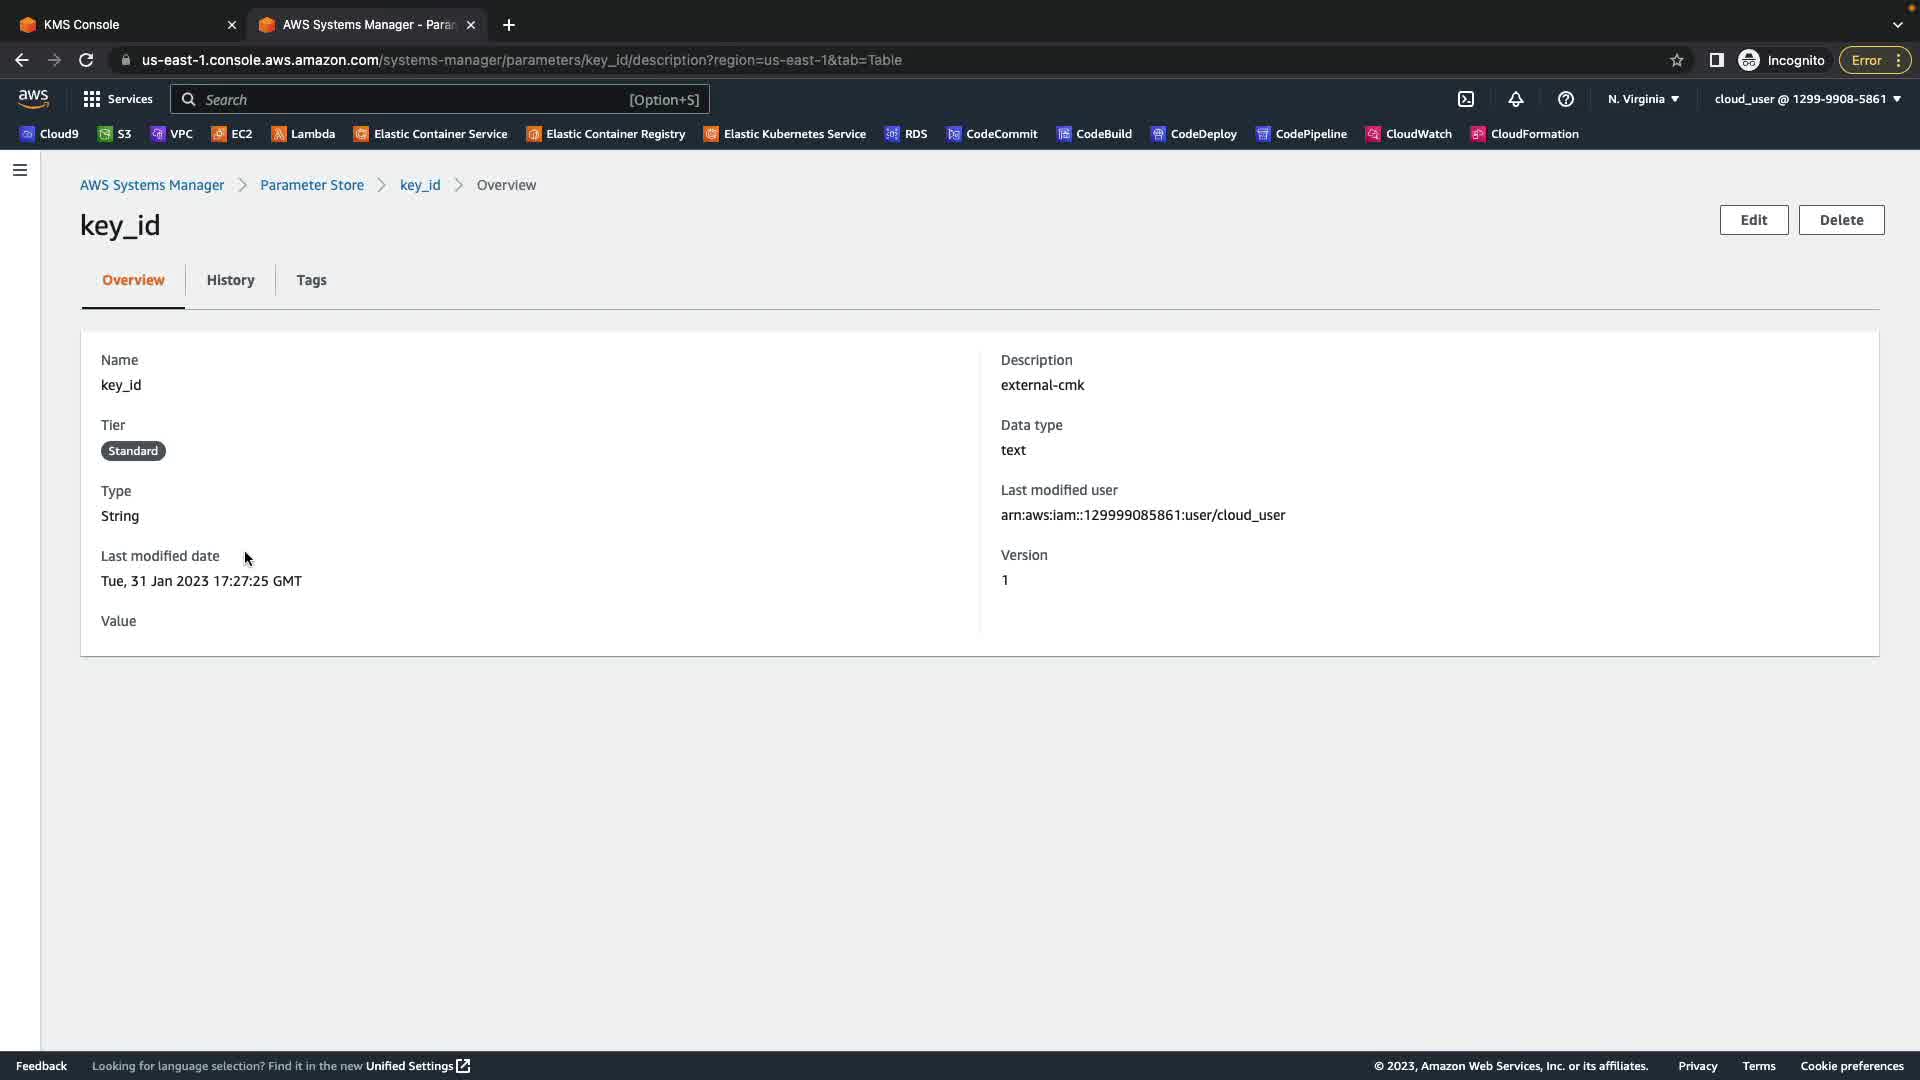 KMS Console
AWS Systems Manager - Para
us-east-1.console.aws.amazon.com/systems-manager/parameters/key_id/description?region=us-east-1&tab=Table
Incognito
Error
aws
Services
Search
[Option+S]
N. Virginia
cloud_user @ 1299-9908-5861
Cloud9
S3
VPC
EC2
Lambda
Elastic Container Service
Elastic Container Registry
Elastic Kubernetes Service
RDS
CodeCommit
CodeBuild
CodeDeploy
CodePipeline
CloudWatch
CloudFormation
AWS Systems Manager
Parameter Store
key_id
Overview
key_id
Edit
Delete
Overview
History
Tags
Name
key_id
Tier
Standard
Type
String
Last modified date
Tue, 31 Jan 2023 17:27:25 GMT
Value
Description
external-cmk
Data type
text
Last modified user
arn:aws:iam::129999085861:user/cloud_user
Version
1
Feedback
Looking for language selection? Find it in the new Unified Settings
© 2023, Amazon Web Services, Inc. or its affiliates.
Privacy
Terms
Cookie preferences